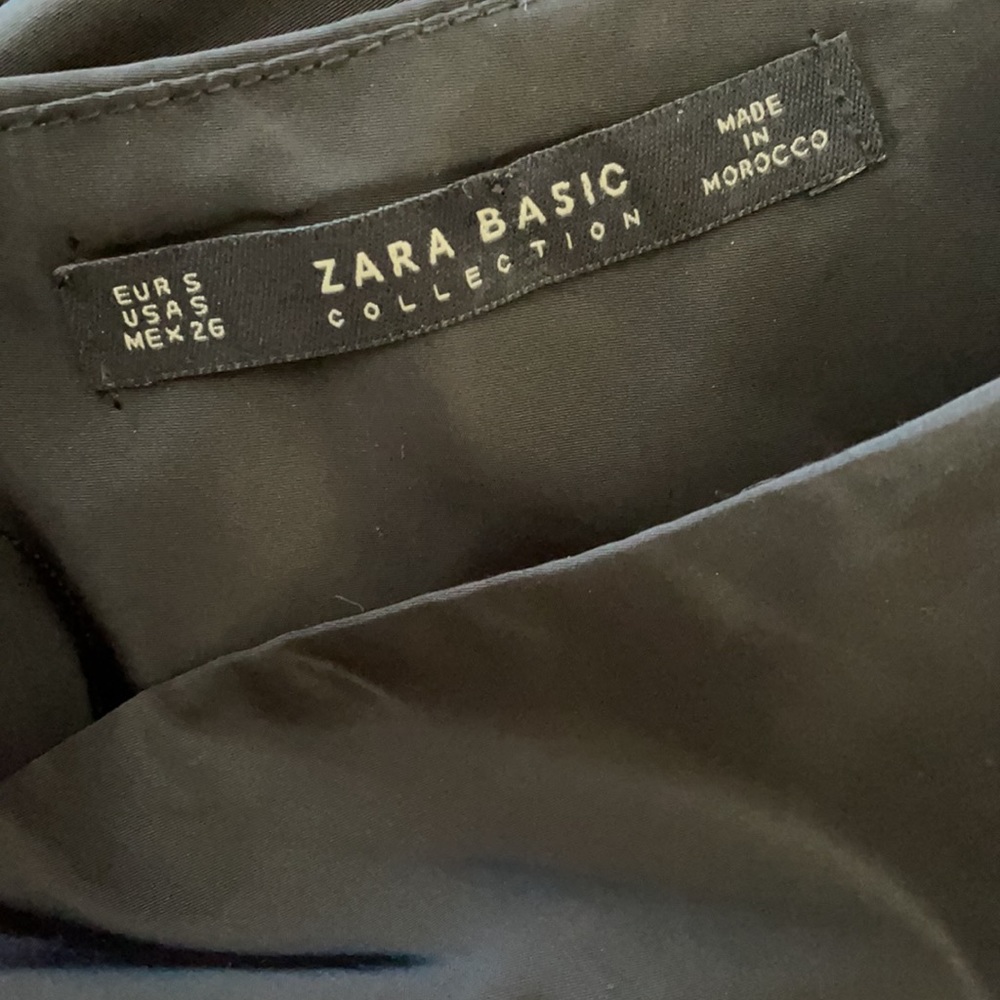 EUR S
USA S
MEX 26
ZARA BASIC
COLLECTION
MADE
IN
MOROCCO